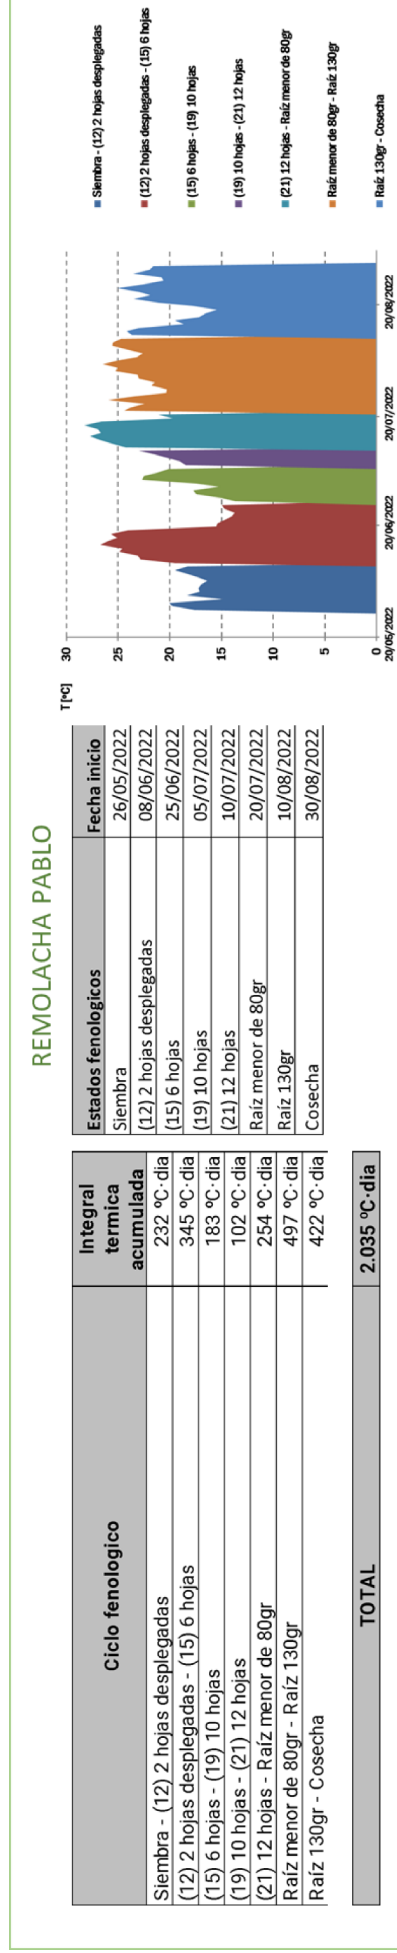 REMOLACHA PABLO
Ciclo fenologico Integral termica acumulada
Siembra - (12) 2 hojas desplegadas 232 ºC·dia
(12) 2 hojas desplegadas - (15) 6 hojas 345 ºC·dia
(15) 6 hojas - (19) 10 hojas 183 ºC·dia
(19) 10 hojas - (21) 12 hojas 102 ºC·dia
(21) 12 hojas - Raíz menor de 80gr 254 ºC·dia
Raíz menor de 80gr - Raíz 130gr 497 ºC·dia
Raíz 130gr - Cosecha 422 ºC·dia
TOTAL 2.035 ºC·dia
Estados fenologicos Fecha inicio
Siembra 26/05/2022
(12) 2 hojas desplegadas 08/06/2022
(15) 6 hojas 25/06/2022
(19) 10 hojas 05/07/2022
(21) 12 hojas 10/07/2022
Raíz menor de 80gr 20/07/2022
Raíz 130gr 10/08/2022
Cosecha 30/08/2022
T [ºC]
30
25
20
15
10
5
0
20/05/2022 20/06/2022 20/07/2022 20/08/2022
Siembra - (12) 2 hojas desplegadas
(12) 2 hojas desplegadas - (15) 6 hojas
(15) 6 hojas - (19) 10 hojas
(19) 10 hojas - (21) 12 hojas
(21) 12 hojas - Raíz menor de 80gr
Raíz menor de 80gr - Raíz 130gr
Raíz 130gr - Cosecha